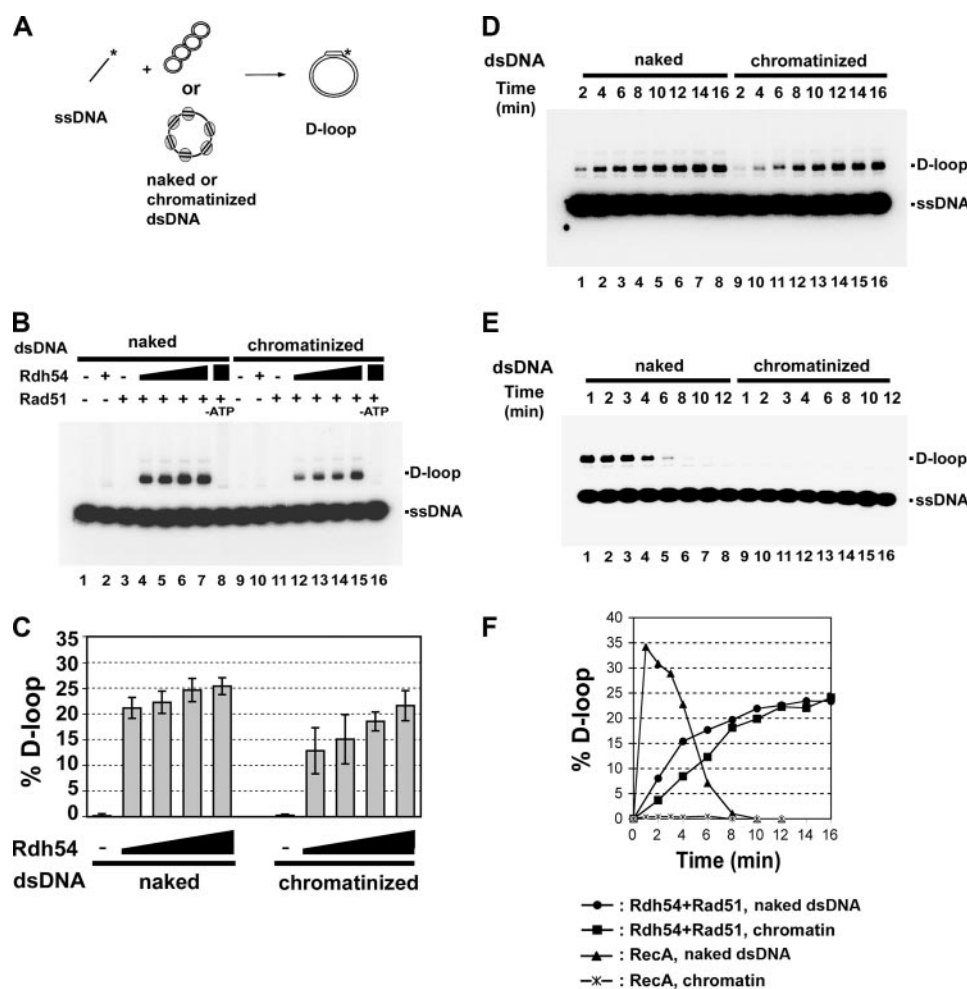 A
*
+
or
ssDNA
naked or
chromatinized
dsDNA
*
D-loop
B
dsDNA naked chromatinized
Rdh54 - + - - + -
Rad51 - - + + + + + + - - + + + + + +
-ATP -ATP
D-loop
ssDNA
1 2 3 4 5 6 7 8 9 10 11 12 13 14 15 16
C
% D-loop
35
30
25
20
15
10
5
0
Rdh54 - -
dsDNA naked chromatinized
D
dsDNA naked chromatinized
Time 2 4 6 8 10 12 14 16 2 4 6 8 10 12 14 16
(min)
D-loop
ssDNA
1 2 3 4 5 6 7 8 9 10 11 12 13 14 15 16
E
dsDNA naked chromatinized
Time 1 2 3 4 6 8 10 12 1 2 3 4 6 8 10 12
(min)
D-loop
ssDNA
1 2 3 4 5 6 7 8 9 10 11 12 13 14 15 16
F
% D-loop
40
35
30
25
20
15
10
5
0
0 2 4 6 8 10 12 14 16
Time (min)
: Rdh54+Rad51, naked dsDNA
: Rdh54+Rad51, chromatin
: RecA, naked dsDNA
: RecA, chromatin